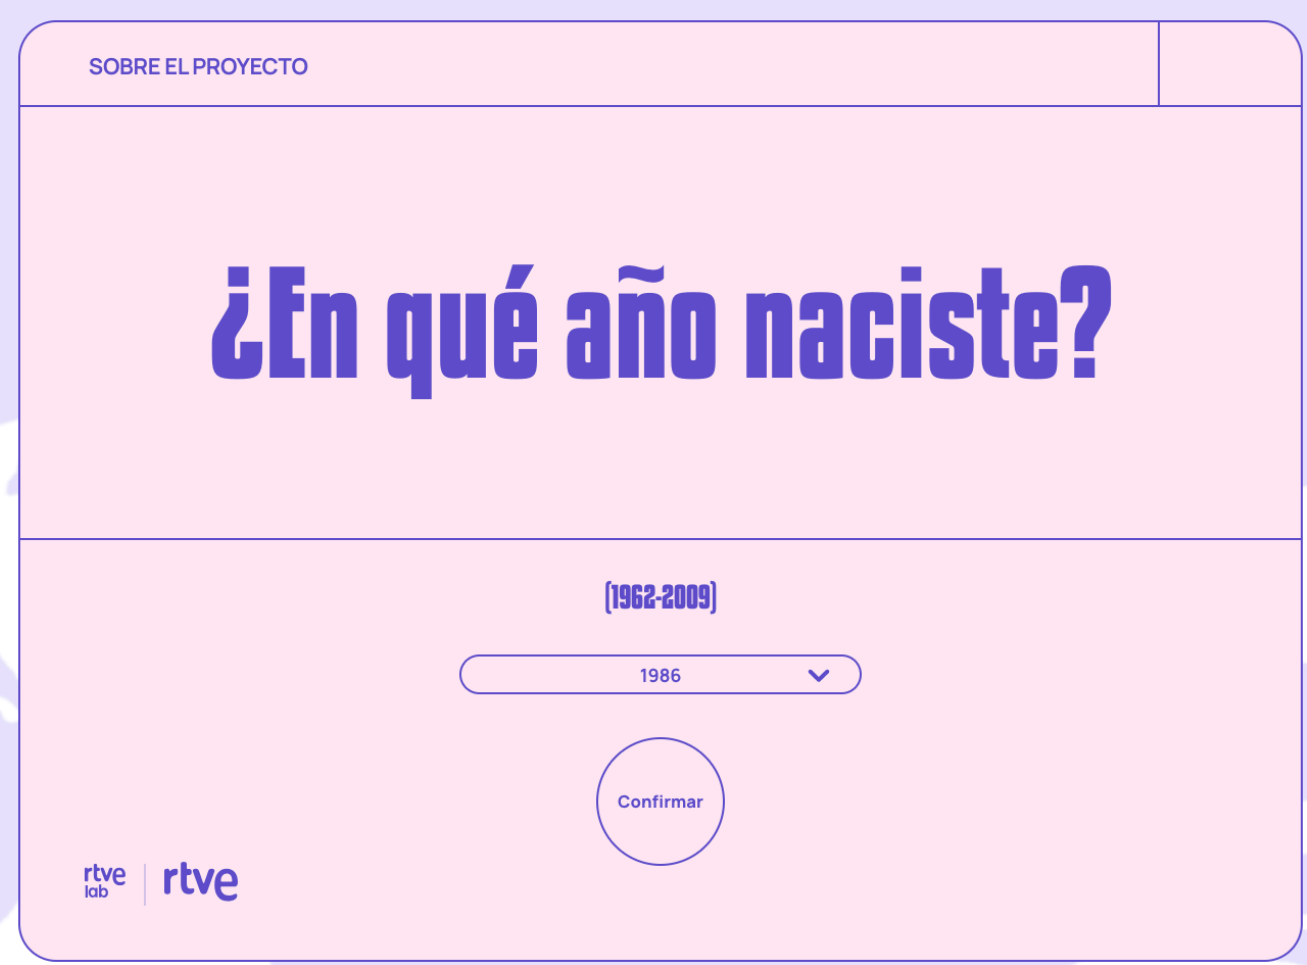 SOBRE EL PROYECTO
¿En qué año naciste?
(1962-2009)
1986
Confirmar
rtve
lab
rtve